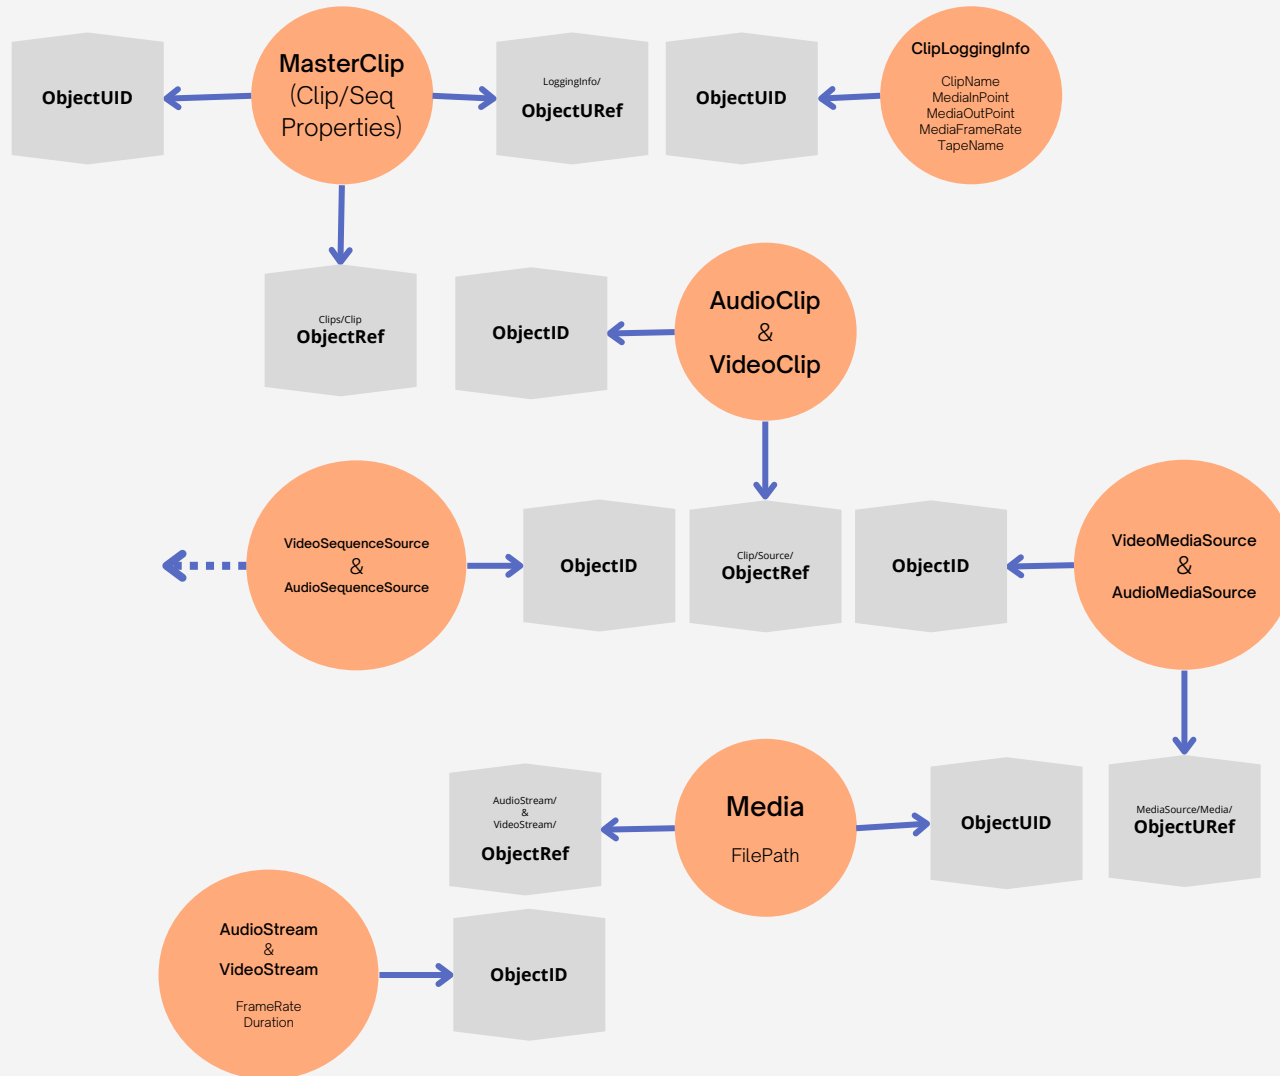 ObjectUID
MasterClip
(Clip/Seq
Properties)
LoggingInfo/
ObjectURef
ObjectUID
ClipLoggingInfo
ClipName
MediaInPoint
MediaOutPoint
MediaFrameRate
TapeName
Clips/Clip
ObjectRef
ObjectID
AudioClip
&
VideoClip
VideoSequenceSource
&
AudioSequenceSource
ObjectID
Clip/Source/
ObjectRef
ObjectID
VideoMediaSource
&
AudioMediaSource
AudioStream/
&
VideoStream/
ObjectRef
Media
FilePath
ObjectUID
MediaSource/Media/
ObjectURef
AudioStream
&
VideoStream
FrameRate
Duration
ObjectID